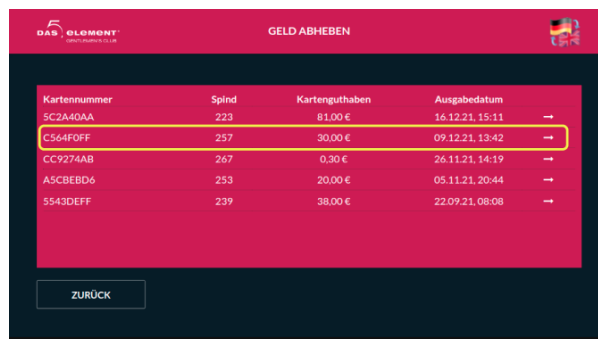 DAS 5 ELEMENT
GENTLEMEN'S CLUB
GELD ABHEBEN
Kartennummer Spind Kartenguthaben Ausgabedatum
5C2A40AA 223 81,00 € 16.12.21, 15:11 →
C564F0FF 257 30,00 € 09.12.21, 13:42 →
CC9274AB 267 0,30 € 26.11.21, 14:19 →
A5CBEBD6 253 20,00 € 05.11.21, 20:44 →
5543DEFF 239 38,00 € 22.09.21, 08:08 →
ZURÜCK